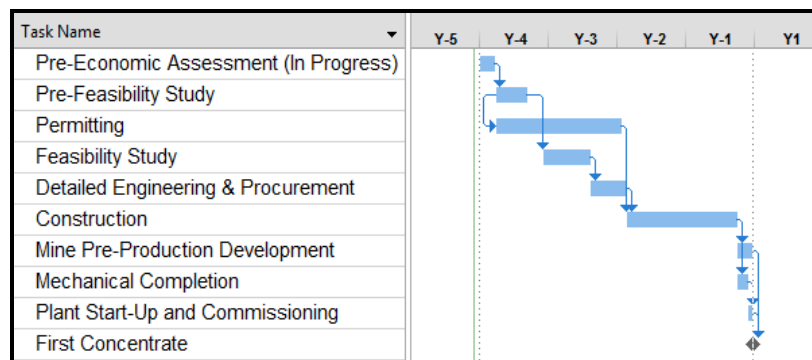 Task Name
Y-5 Y-4 Y-3 Y-2 Y-1 Y1
Pre-Economic Assessment (In Progress)
Pre-Feasibility Study
Permitting
Feasibility Study
Detailed Engineering & Procurement
Construction
Mine Pre-Production Development
Mechanical Completion
Plant Start-Up and Commissioning
First Concentrate